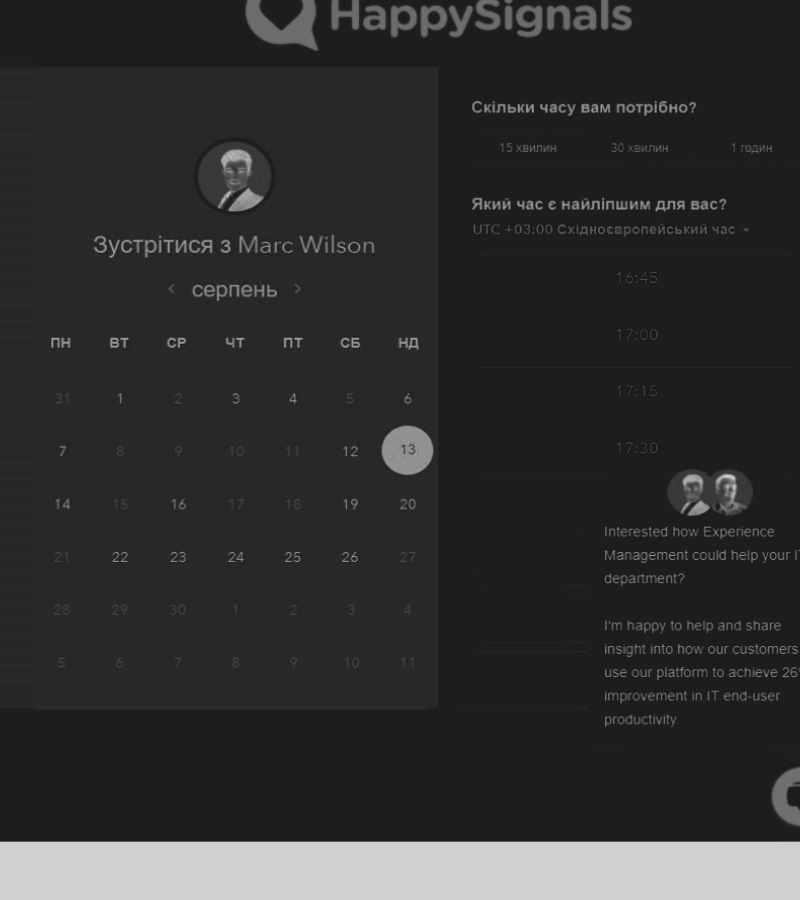 HappySignals
Зустрітися з Marc Wilson
серпень
ПН ВТ СР ЧТ ПТ СБ НД
31 1 2 3 4 5 6
7 8 9 10 11 12 13
14 15 16 17 18 19 20
21 22 23 24 25 26 27
28 29 30 1 2 3 4
5 6 7 8 9 10 11
Скільки часу вам потрібно?
15 хвилин 30 хвилин 1 годин
Який час є найліпшим для вас?
UTC +03:00 Східноєвропейський час
16:45
17:00
17:15
17:30
Interested how Experience
Management could help your IT
department?
I'm happy to help and share
insight into how our customers
use our platform to achieve 26
improvement in IT end-user
productivity.